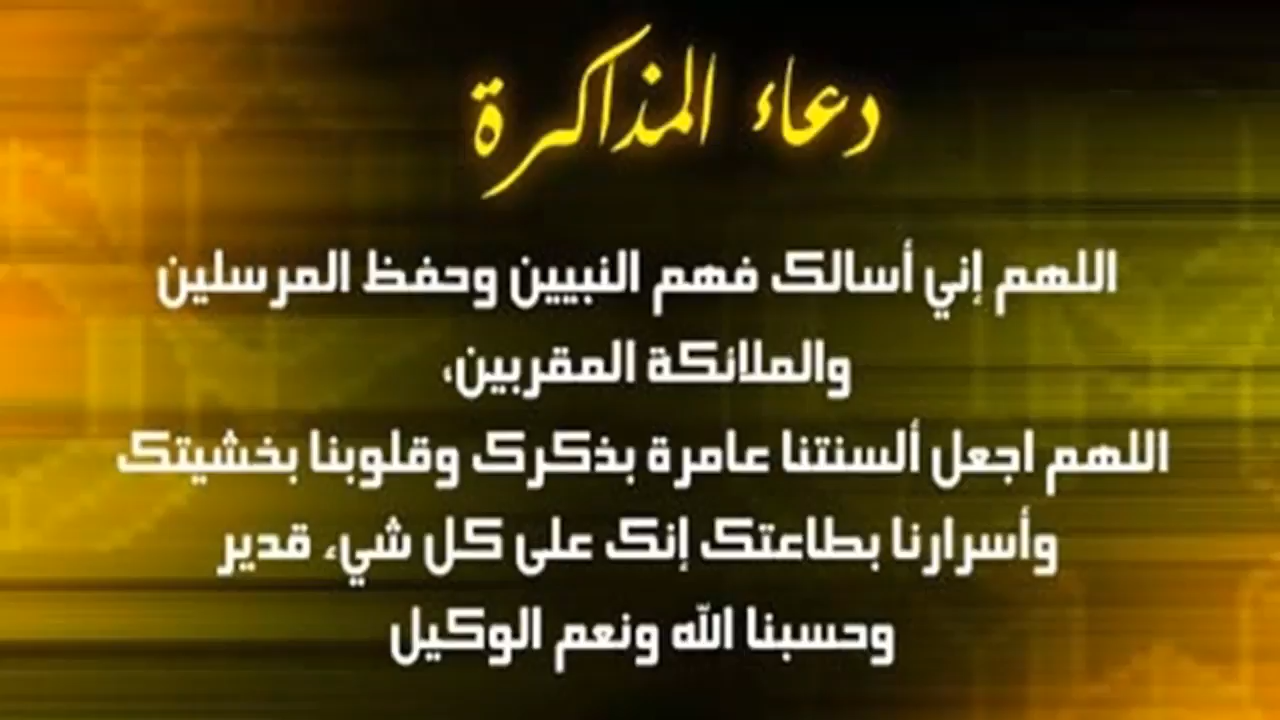 دعاء المذاكرة
اللهم إني أسالك فهم النبيين وحفظ المرسلين
والملائكة المقربين،
اللهم اجعل ألسنتنا عامرة بذكرك وقلوبنا بخشيتك
وأسرارنا بطاعتك إنك على كل شيء قدير
وحسبنا الله ونعم الوكيل